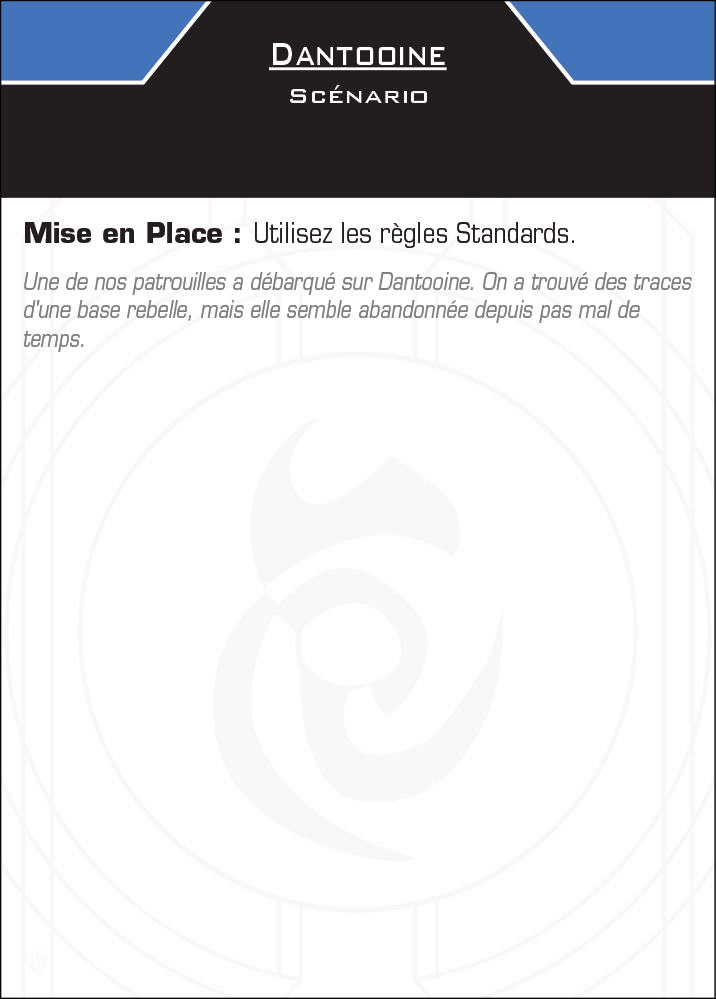 Dantooine
Scénario
Mise en Place : Utilisez les règles Standards.
Une de nos patrouilles a débarqué sur Dantooine. On a trouvé des traces
d'une base rebelle, mais elle semble abandonnée depuis pas mal de
temps.